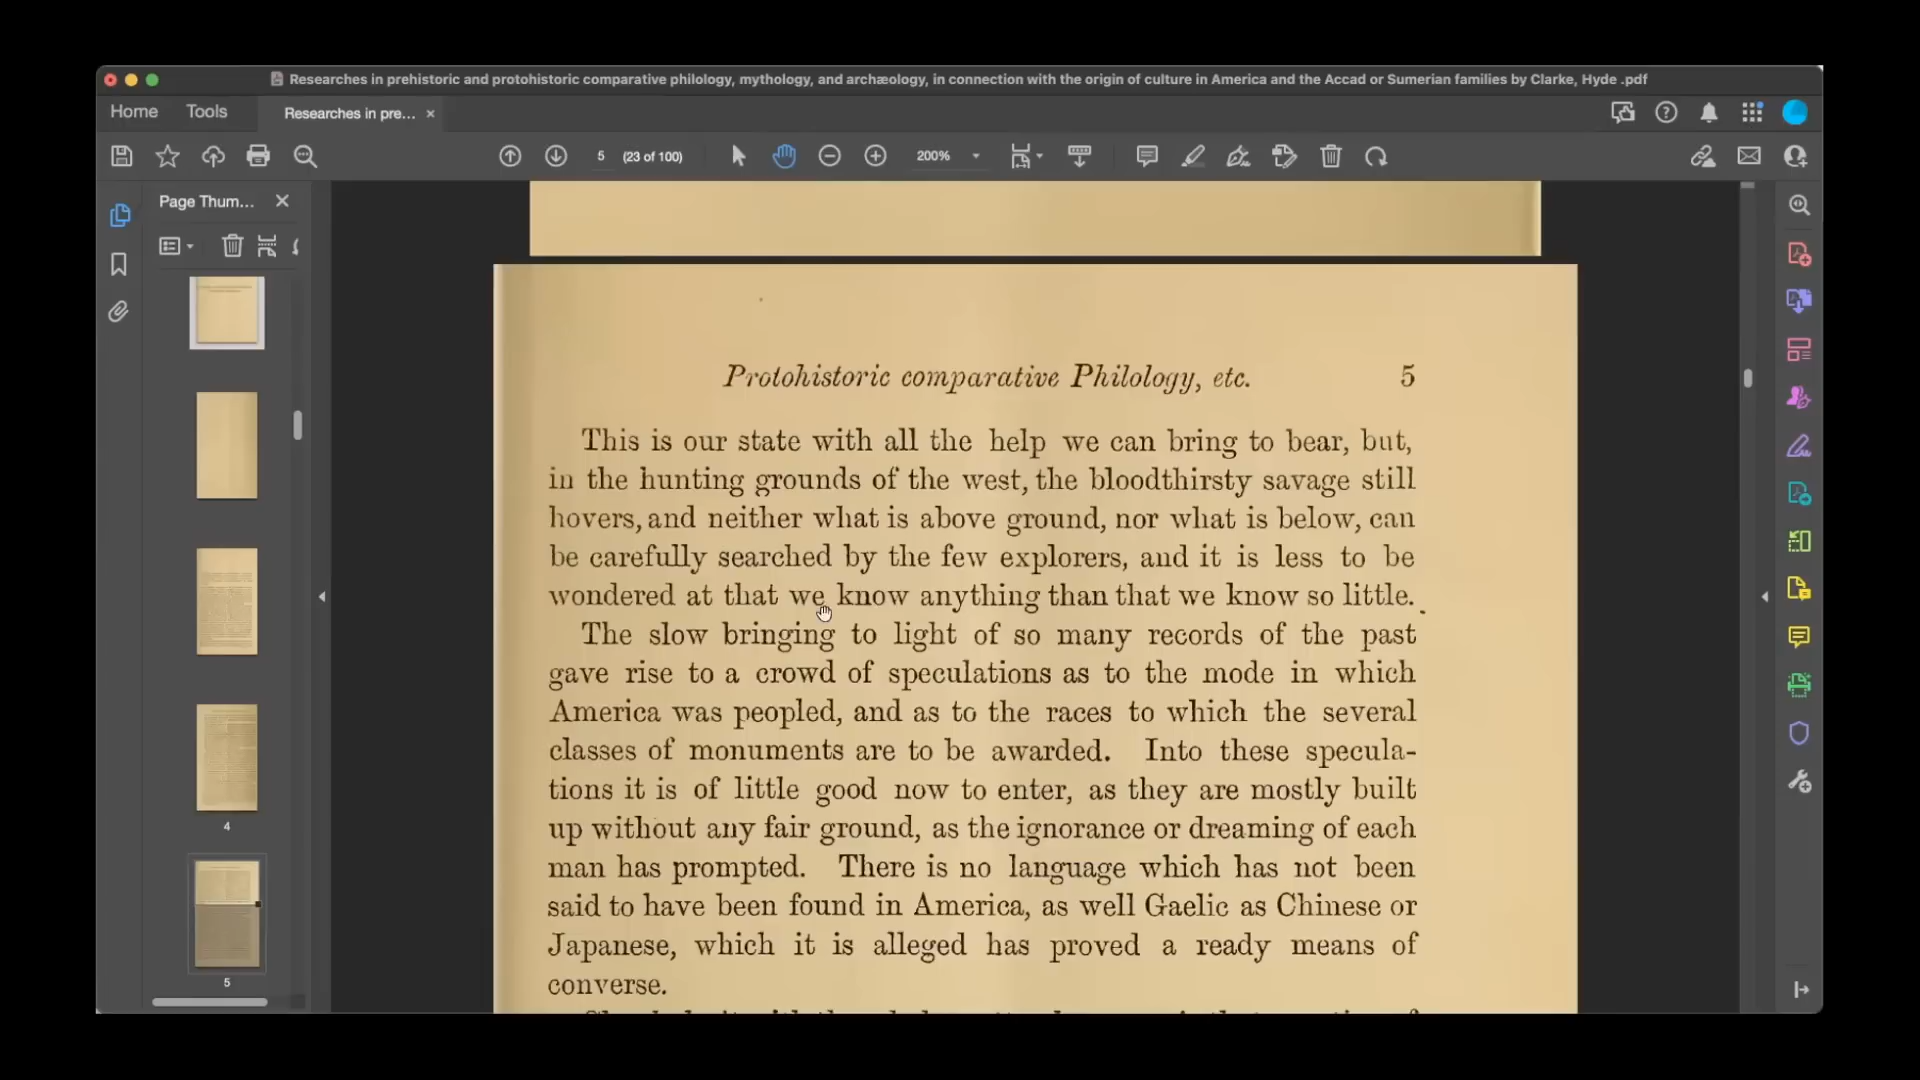 Researches in prehistoric and protohistoric comparative philology, mythology, and archæology, in connection with the origin of culture in America and the Accad or Sumerian families by Clarke, Hyde .pdf
Home Tools Researches in pre... ×
5 (23 of 100) 200%
Page Thum...
4
5
Protohistoric comparative Philology, etc. 5
This is our state with all the help we can bring to bear, but,
in the hunting grounds of the west, the bloodthirsty savage still
hovers, and neither what is above ground, nor what is below, can
be carefully searched by the few explorers, and it is less to be
wondered at that we know anything than that we know so little.
The slow bringing to light of so many records of the past
gave rise to a crowd of speculations as to the mode in which
America was peopled, and as to the races to which the several
classes of monuments are to be awarded. Into these specula-
tions it is of little good now to enter, as they are mostly built
up without any fair ground, as the ignorance or dreaming of each
man has prompted. There is no language which has not been
said to have been found in America, as well Gaelic as Chinese or
Japanese, which it is alleged has proved a ready means of
converse.